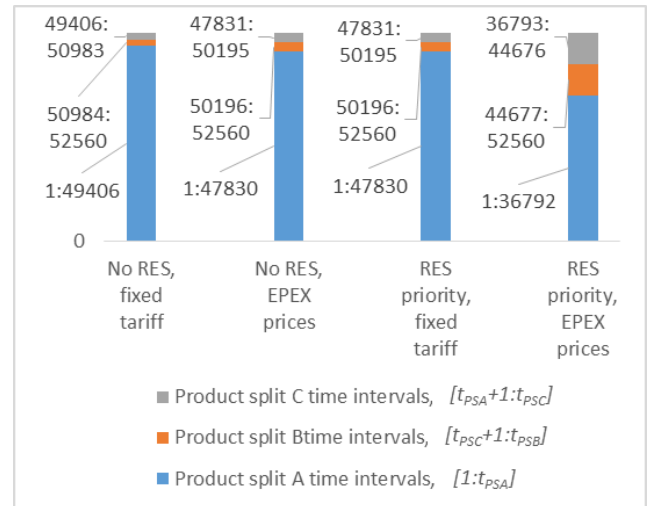 49406:
50983
47831:
50195
47831:
50195
36793:
44676
50984:
52560
50196:
52560
50196:
52560
44677:
52560
1:49406
1:47830
1:47830
1:36792
0
No RES,
fixed
tariff
No RES,
EPEX
prices
RES
priority,
fixed
tariff
RES
priority,
EPEX
prices
Product split C time intervals, [tPSA+1:tPSC]
Product split Btime intervals, [tPSC+1:tPSB]
Product split A time intervals, [1:tPSA]